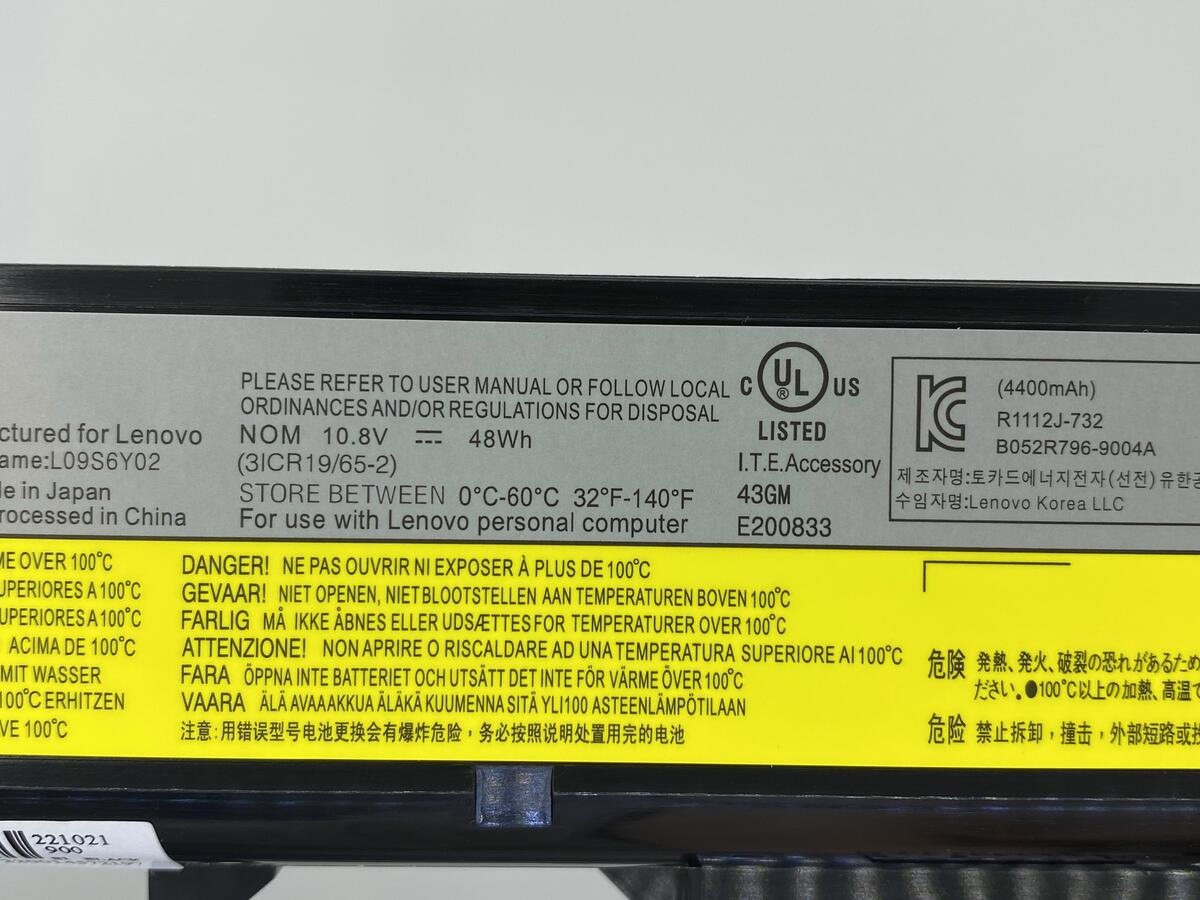 PLEASE REFER TO USER MANUAL OR FOLLOW LOCAL
ORDINANCES AND/OR REGULATIONS FOR DISPOSAL
ctured for Lenovo
ame:L09S6Y02
de in Japan
rocessed in China
NOM 10.8V 48Wh
(3ICR19/65-2)
STORE BETWEEN 0°C-60°C 32°F-140°F
For use with Lenovo personal computer
C UL ® US
LISTED
I.T.E.Accessory
43GM
E200833
KC
(4400mAh)
R1112J-732
B052R796-9004A
제조자명:토카드에너지전자(선전)유한공
수임자명:Lenovo Korea LLC
ME OVER 100°C
UPERIORES A 100°C
UPERIORES A 100°C
ACIMA DE 100°C
MIT WASSER
100°C ERHITZEN
VE 100°C
DANGER! NE PAS OUVRIR NI EXPOSER À PLUS DE 100°C
GEVAAR! NIET OPENEN, NIET BLOOTSTELLEN AAN TEMPERATUREN BOVEN 100°C
FARLIG MÅ IKKE ÅBNES ELLER UDSÆTTES FOR TEMPERATURER OVER 100°C
ATTENZIONE! NON APRIRE O RISCALDARE AD UNA TEMPERATURA SUPERIORE AI 100°C
FARA ÖPPNA INTE BATTERIET OCH UTSÄTT DET INTE FÖR VÄRME ÖVER 100°C
VAARA ÄLÄ AVAA AKKUA ÄLÄKÄ KUUMENNA SITÄ YLI100 ASTEEN LÄMPÖTILAAN
注意:用错误型号电池更换会有爆炸危险,务必按照说明处置用完的电池
危険 発熱、発火、破裂の恐れがあるため
ださい。●100°C以上の加熱、高温で
危险 禁止拆卸,撞击,外部短路或投
221021
900